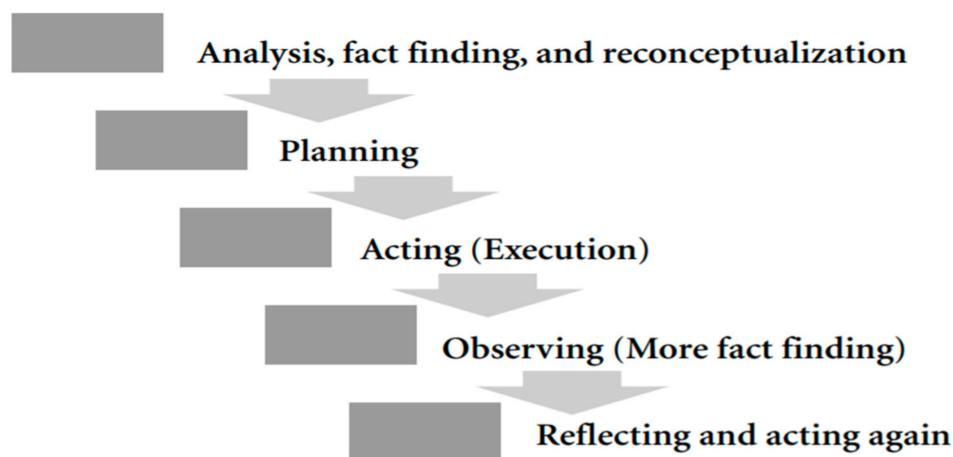 Analysis, fact finding, and reconceptualization
Planning
Acting (Execution)
Observing (More fact finding)
Reflecting and acting again